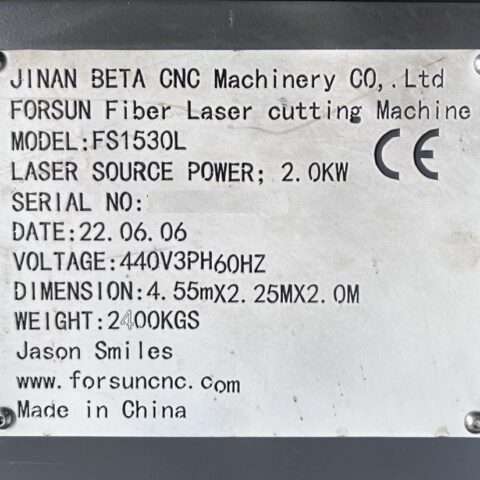 JINAN BETA CNC Machinery CO,.Ltd
FORSUN Fiber Laser cutting Machine
MODEL:FS1530L
CE
LASER SOURCE POWER; 2.0KW
SERIAL NO:
DATE:22.06.06
VOLTAGE:440V3PH60HZ
DIMENSION:4.55mX2.25MX2.0M
WEIGHT:2400KGS
Jason Smiles
www.forsuncnc.com
Made in China